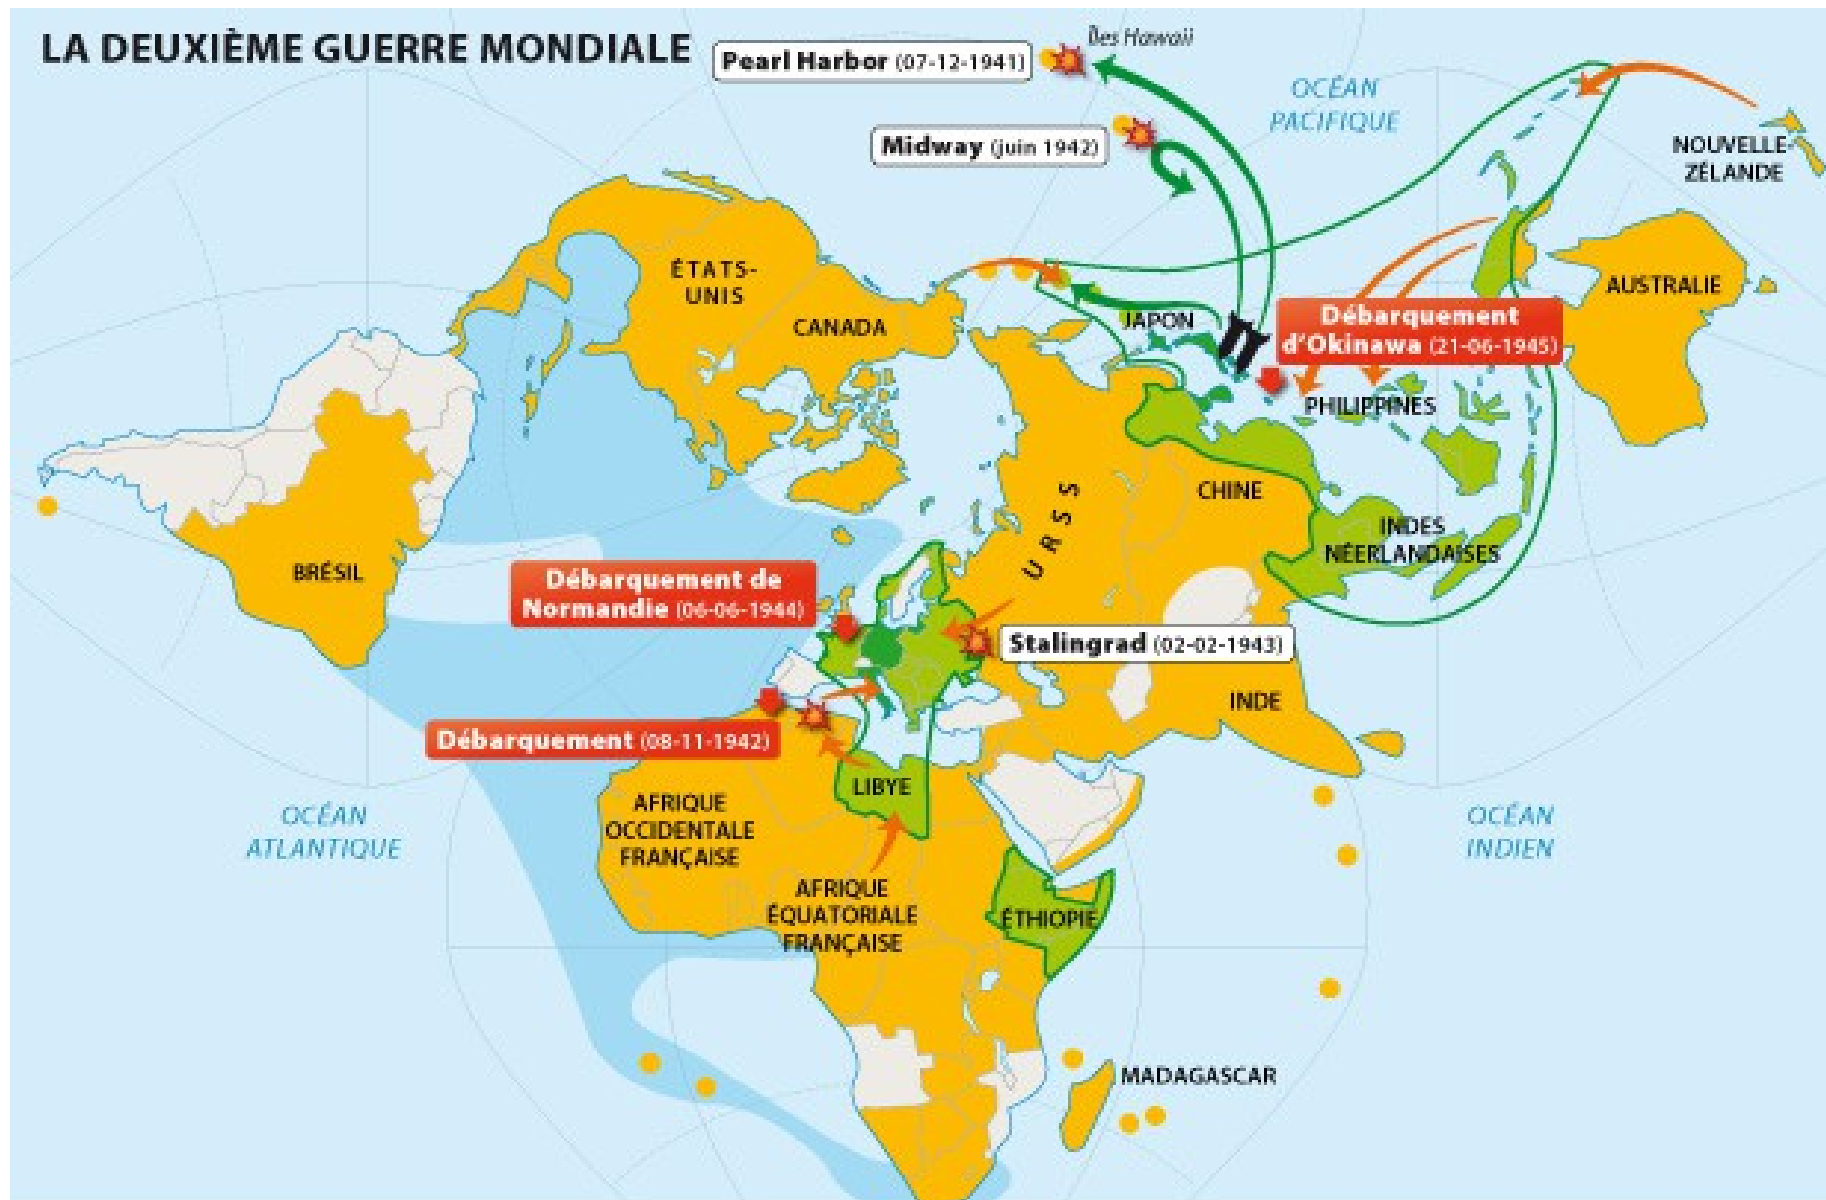 LA DEUXIÈME GUERRE MONDIALE
Pearl Harbor (07-12-1941)
Îles Hawaii
OCÉAN
PACIFIQUE
Midway (juin 1942)
NOUVELLE-
ZÉLANDE
ÉTATS-
UNIS
CANADA
JAPON
Débarquement
d'Okinawa (21-06-1945)
AUSTRALIE
PHILIPPINES
URSS
CHINE
INDES
NÉERLANDAISES
BRÉSIL
Débarquement de
Normandie (06-06-1944)
Stalingrad (02-02-1943)
INDE
Débarquement (08-11-1942)
LIBYE
OCÉAN
ATLANTIQUE
AFRIQUE
OCCIDENTALE
FRANÇAISE
OCÉAN
INDIEN
AFRIQUE
ÉQUATORIALE
FRANÇAISE
ÉTHIOPIE
MADAGASCAR